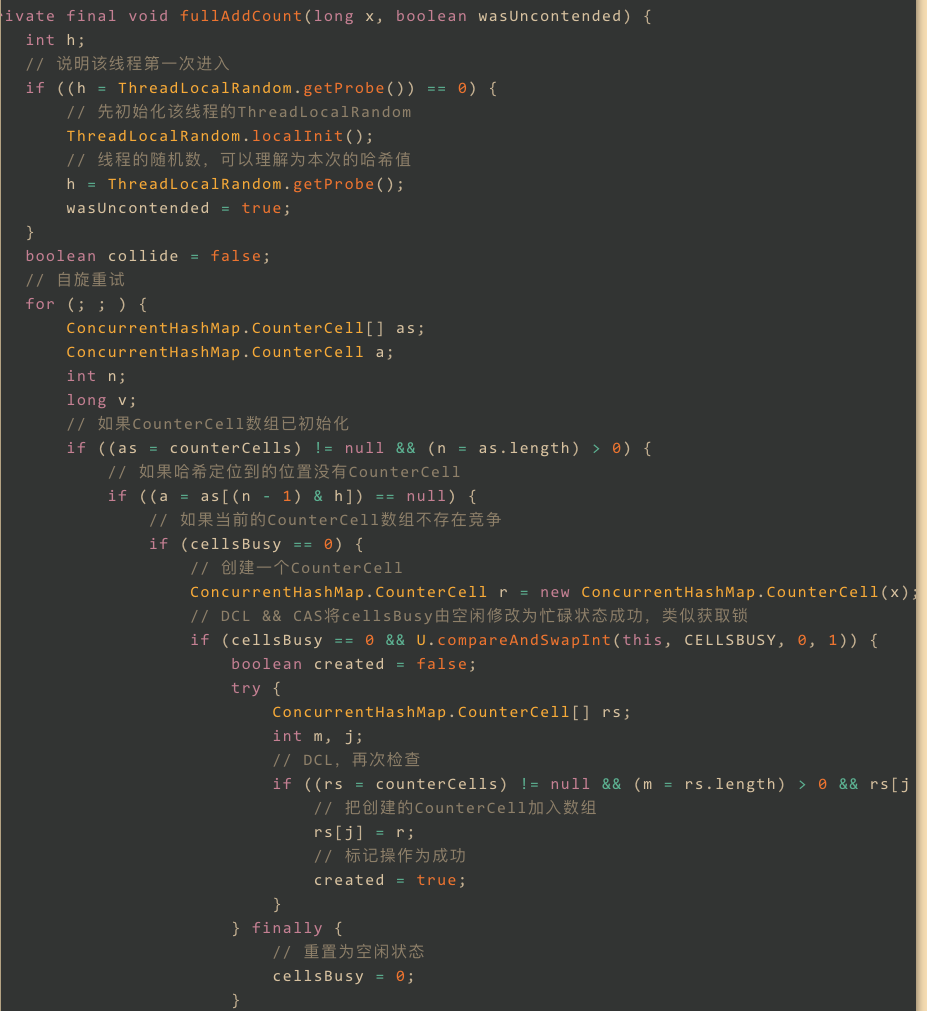 rivate final void fullAddCount(long x, boolean wasUncontended) {
int h;
// 说明该线程第一次进入
if ((h = ThreadLocalRandom.getProbe()) == 0) {
// 先初始化该线程的ThreadLocalRandom
ThreadLocalRandom.localInit();
// 线程的随机数，可以理解为本次的哈希值
h = ThreadLocalRandom.getProbe();
wasUncontended = true;
}
boolean collide = false;
// 自旋重试
for (; ; ) {
ConcurrentHashMap.CounterCell[] as;
ConcurrentHashMap.CounterCell a;
int n;
long v;
// 如果CounterCell数组已初始化
if ((as = counterCells) != null && (n = as.length) > 0) {
// 如果哈希定位到的位置没有CounterCell
if ((a = as[(n - 1) & h]) == null) {
// 如果当前的CounterCell数组不存在竞争
if (cellsBusy == 0) {
// 创建一个CounterCell
ConcurrentHashMap.CounterCell r = new ConcurrentHashMap.CounterCell(x);
// DCL && CAS将cellsBusy由空闲修改为忙碌状态成功，类似获取锁
if (cellsBusy == 0 && U.compareAndSwapInt(this, CELLSBUSY, 0, 1)) {
boolean created = false;
try {
ConcurrentHashMap.CounterCell[] rs;
int m, j;
// DCL，再次检查
if ((rs = counterCells) != null && (m = rs.length) > 0 && rs[j
// 把创建的CounterCell加入数组
rs[j] = r;
// 标记操作为成功
created = true;
}
} finally {
// 重置为空闲状态
cellsBusy = 0;
}